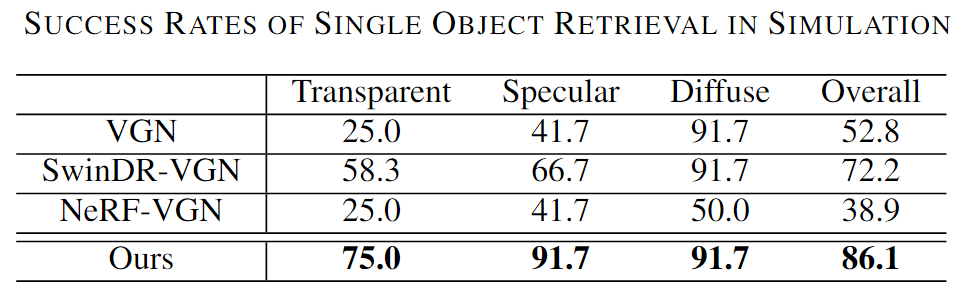 SUCCESS RATES OF SINGLE OBJECT RETRIEVAL IN SIMULATION
Transparent Specular Diffuse Overall
VGN 25.0 41.7 91.7 52.8
SwinDR-VGN 58.3 66.7 91.7 72.2
NeRF-VGN 25.0 41.7 50.0 38.9
Ours 75.0 91.7 91.7 86.1